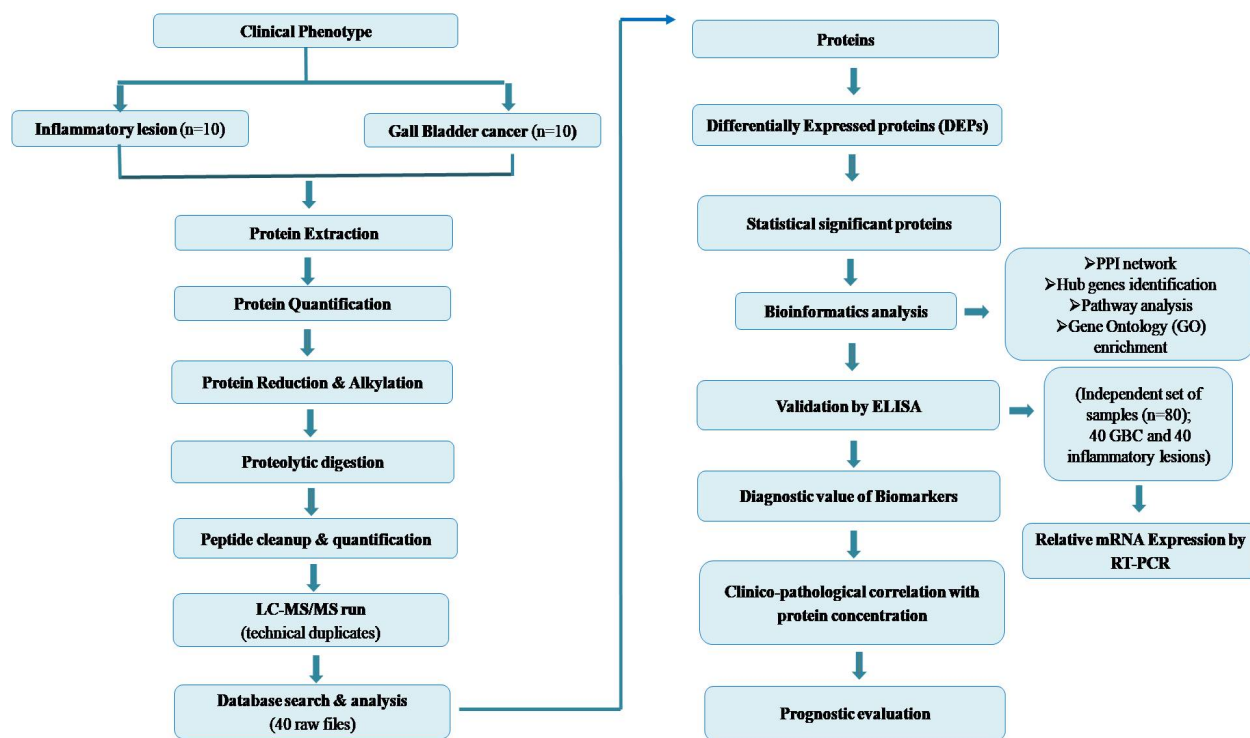 Clinical Phenotype
Inflammatory lesion (n=10)
Gall Bladder cancer (n=10)
Protein Extraction
Protein Quantification
Protein Reduction & Alkylation
Proteolytic digestion
Peptide cleanup & quantification
LC-MS/MS run
(technical duplicates)
Database search & analysis
(40 raw files)
Proteins
Differentially Expressed proteins (DEPs)
Statistical significant proteins
Bioinformatics analysis
➢PPI network
➢Hub genes identification
➢Pathway analysis
➢Gene Ontology (GO)
enrichment
Validation by ELISA
(Independent set of
samples (n=80);
40 GBC and 40
inflammatory lesions)
Relative mRNA Expression by
RT-PCR
Diagnostic value of Biomarkers
Clinico-pathological correlation with
protein concentration
Prognostic evaluation